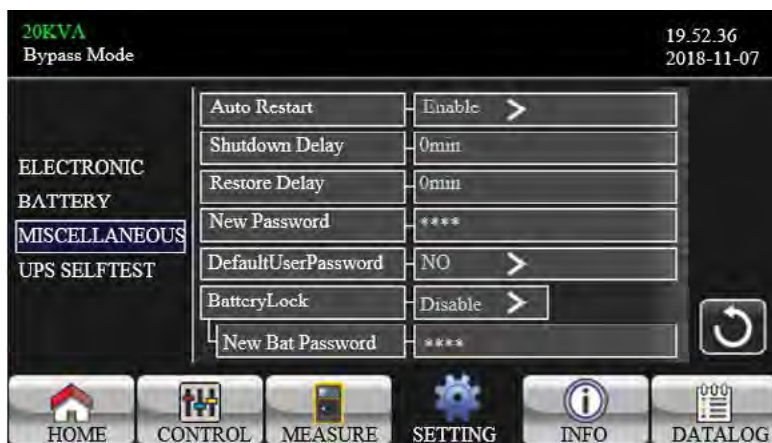 20KVA
Bypass Mode
19.52.36
2018-11-07
ELECTRONIC
BATTERY
MISCELLANEOUS
UPS SELFTEST
Auto Restart Enable >
Shutdown Delay 0min
Restore Delay 0min
New Password ****
DefaultUserPassword NO >
BatteryLock Disable >
New Bat Password ****
HOME CONTROL MEASURE SETTING INFO DATALOG